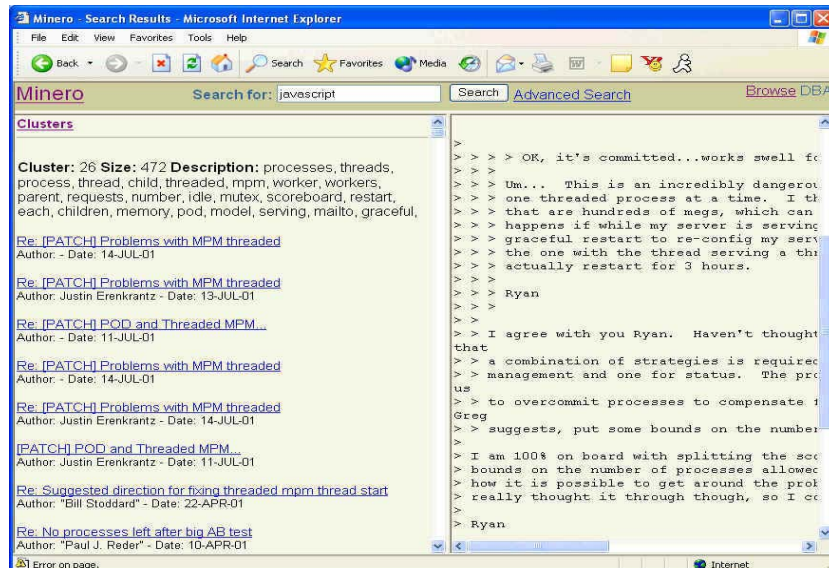 Minero - Search Results - Microsoft Internet Explorer
File Edit View Favorites Tools Help
Back Search Favorites Media
Minero Search for: javascript Search Advanced Search Browse DBA
Clusters
Cluster: 26 Size: 472 Description: processes, threads,
process, thread, child, threaded, mpm, worker, workers,
parent, requests, number, idle, mutex, scoreboard, restart,
each, children, memory, pod, model, serving, mailto, graceful,
Re: [PATCH] Problems with MPM threaded
Author: - Date: 14-JUL-01
Re: [PATCH] Problems with MPM threaded
Author: Justin Erenkrantz - Date: 13-JUL-01
Re: [PATCH] POD and Threaded MPM...
Author: - Date: 11-JUL-01
Re: [PATCH] Problems with MPM threaded
Author: - Date: 14-JUL-01
Re: [PATCH] Problems with MPM threaded
Author: Justin Erenkrantz - Date: 14-JUL-01
[PATCH] POD and Threaded MPM...
Author: Justin Erenkrantz - Date: 11-JUL-01
Re: Suggested direction for fixing threaded mpm thread start
Author: "Bill Stoddard" - Date: 22-APR-01
Re: No processes left after big AB test
Author: "Paul J. Reder" - Date: 10-APR-01
>
> > > > OK, it's committed...works swell fo
> > >
> > > Um... This is an incredibly dangerou
> > > one threaded process at a time. I th
> > > that are hundreds of megs, which can
> > > happens if while my server is serving
> > > graceful restart to re-config my serv
> > > the one with the thread serving a thr
> > > actually restart for 3 hours.
> > >
> > > Ryan
> > >
> >
> > I agree with you Ryan. Haven't thought
that
> > a combination of strategies is required
> > management and one for status. The pro
us
> > to overcommit processes to compensate f
Greg
> > suggests, put some bounds on the number
>
> I am 100% on board with splitting the sco
> bounds on the number of processes allowed
> how it is possible to get around the prob
> really thought it through though, so I co
>
> Ryan
Error on page. Internet